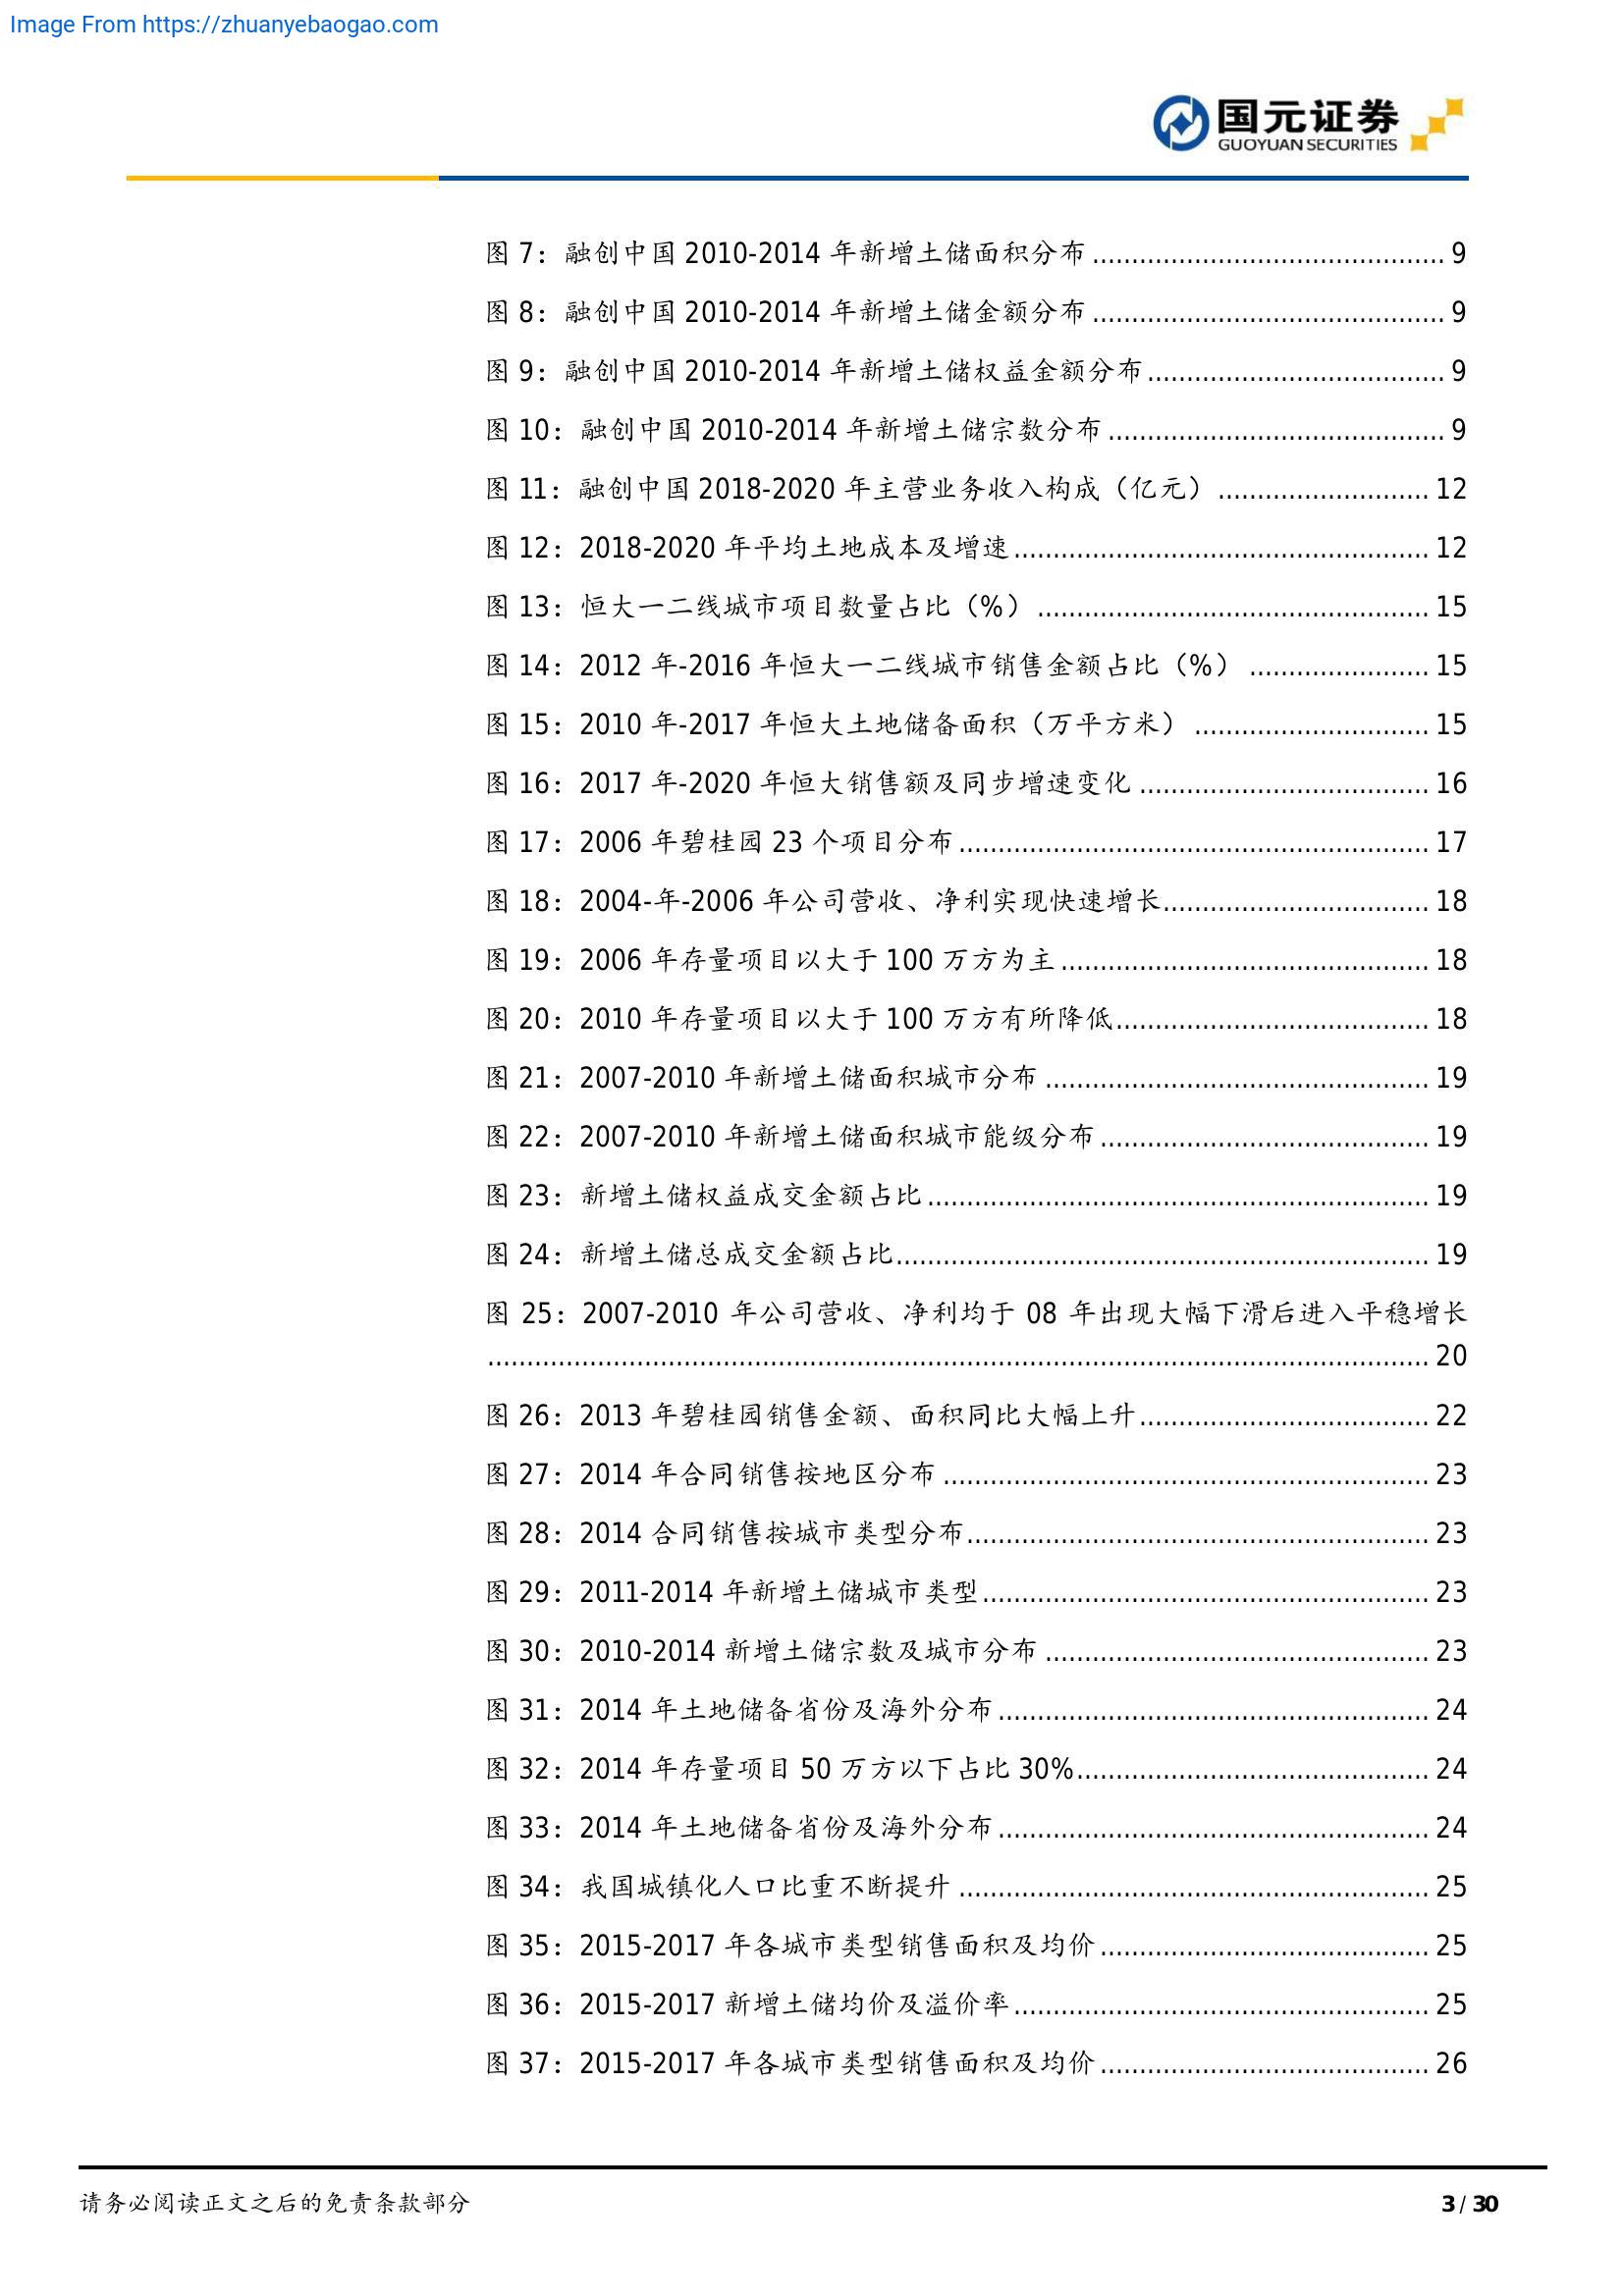 Image From https://zhuanyebaogao.com
国元证券
GUOYUAN SECURITIES
图 7：融创中国 2010-2014 年新增土储面积分布............................................. 9
图 8：融创中国 2010-2014 年新增土储金额分布............................................. 9
图 9：融创中国 2010-2014 年新增土储权益金额分布...................................... 9
图 10：融创中国 2010-2014 年新增土储宗数分布........................................... 9
图 11：融创中国 2018-2020 年主营业务收入构成（亿元）........................... 12
图 12：2018-2020 年平均土地成本及增速..................................................... 12
图 13：恒大一二线城市项目数量占比（%）.................................................. 15
图 14：2012 年-2016 年恒大一二线城市销售金额占比（%）....................... 15
图 15：2010 年-2017 年恒大土地储备面积（万平方米）.............................. 15
图 16：2017 年-2020 年恒大销售额及同步增速变化..................................... 16
图 17：2006 年碧桂园 23 个项目分布............................................................ 17
图 18：2004-年-2006 年公司营收、净利实现快速增长.................................. 18
图 19：2006 年存量项目以大于 100 万方为主............................................... 18
图 20：2010 年存量项目以大于 100 万方有所降低........................................ 18
图 21：2007-2010 年新增土储面积城市分布................................................. 19
图 22：2007-2010 年新增土储面积城市能级分布.......................................... 19
图 23：新增土储权益成交金额占比................................................................ 19
图 24：新增土储总成交金额占比.................................................................... 19
图 25：2007-2010 年公司营收、净利均于 08 年出现大幅下滑后进入平稳增长
......................................................................................................................... 20
图 26：2013 年碧桂园销售金额、面积同比大幅上升..................................... 22
图 27：2014 年合同销售按地区分布.............................................................. 23
图 28：2014 合同销售按城市类型分布........................................................... 23
图 29：2011-2014 年新增土储城市类型......................................................... 23
图 30：2010-2014 新增土储宗数及城市分布................................................. 23
图 31：2014 年土地储备省份及海外分布....................................................... 24
图 32：2014 年存量项目 50 万方以下占比 30%............................................. 24
图 33：2014 年土地储备省份及海外分布....................................................... 24
图 34：我国城镇化人口比重不断提升............................................................ 25
图 35：2015-2017 年各城市类型销售面积及均价.......................................... 25
图 36：2015-2017 新增土储均价及溢价率..................................................... 25
图 37：2015-2017 年各城市类型销售面积及均价.......................................... 26
请务必阅读正文之后的免责条款部分
3 / 30